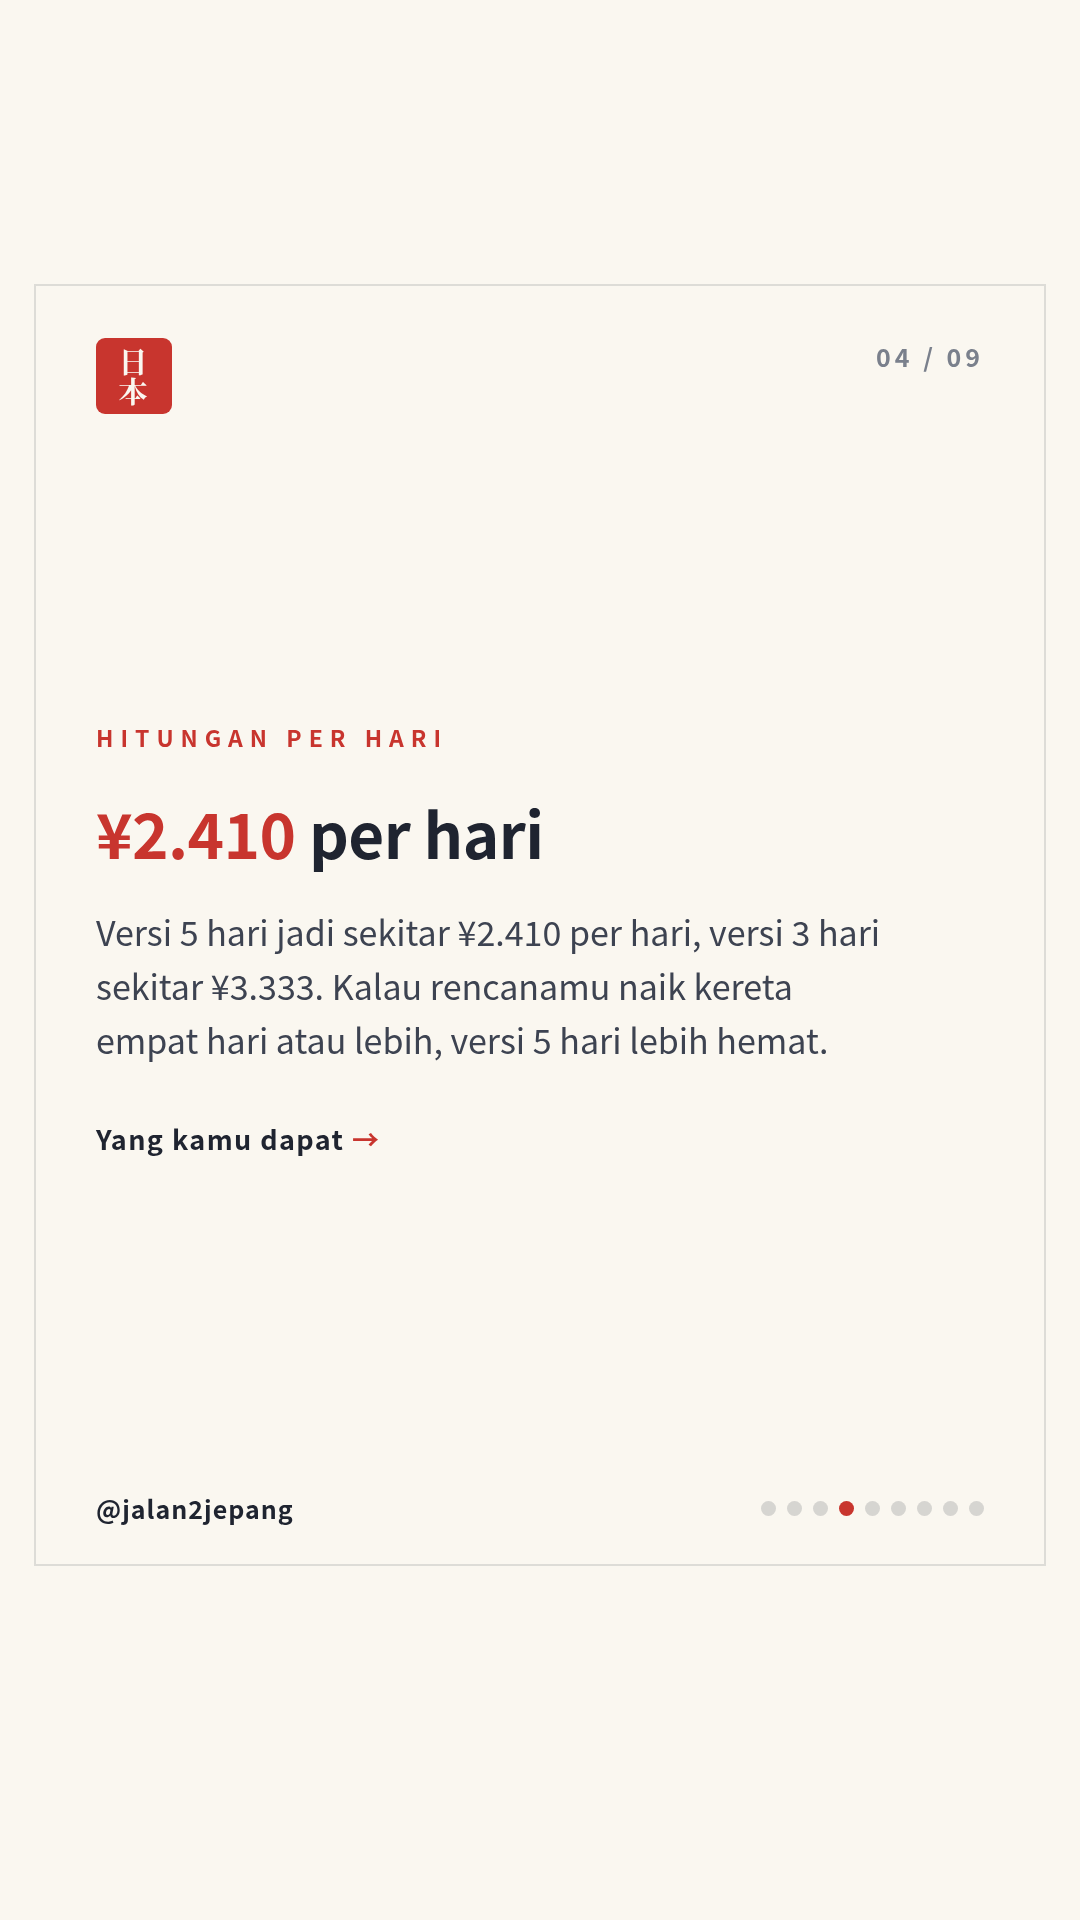 日
本
04 / 09
HITUNGAN PER HARI
¥2.410 per hari
Versi 5 hari jadi sekitar ¥2.410 per hari, versi 3 hari
sekitar ¥3.333. Kalau rencanamu naik kereta
empat hari atau lebih, versi 5 hari lebih hemat.
Yang kamu dapat →
@jalan2jepang